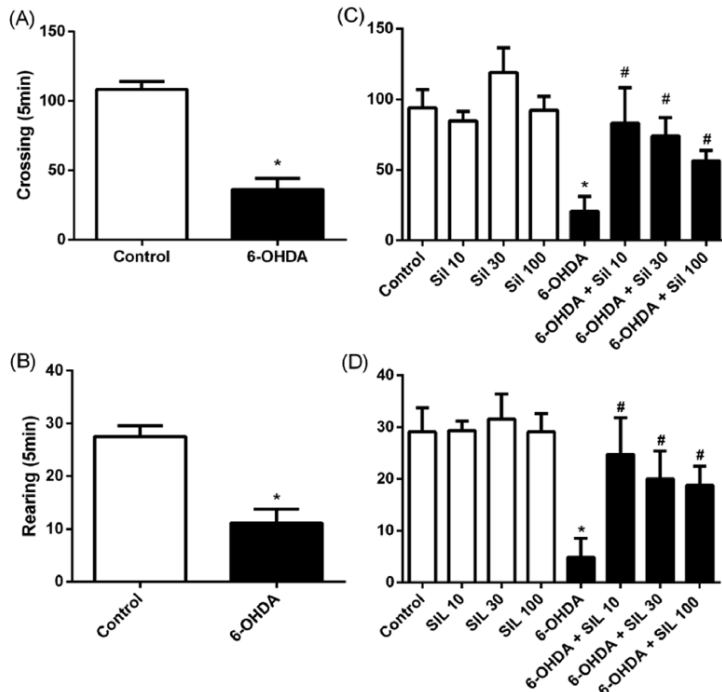 (A)
150
100
50
0
Crossing (5min)
*
Control
6-OHDA
(C)
150
100
50
0
*
#
#
#
Control
Sil 10
Sil 30
Sil 100
6-OHDA
6-OHDA + Sil 10
6-OHDA + Sil 30
6-OHDA + Sil 100
(B)
40
30
20
10
0
Rearing (5min)
*
Control
6-OHDA
(D)
40
30
20
10
0
*
#
#
#
Control
SIL 10
SIL 30
SIL 100
6-OHDA
6-OHDA + SIL 10
6-OHDA + SIL 30
6-OHDA + SIL 100